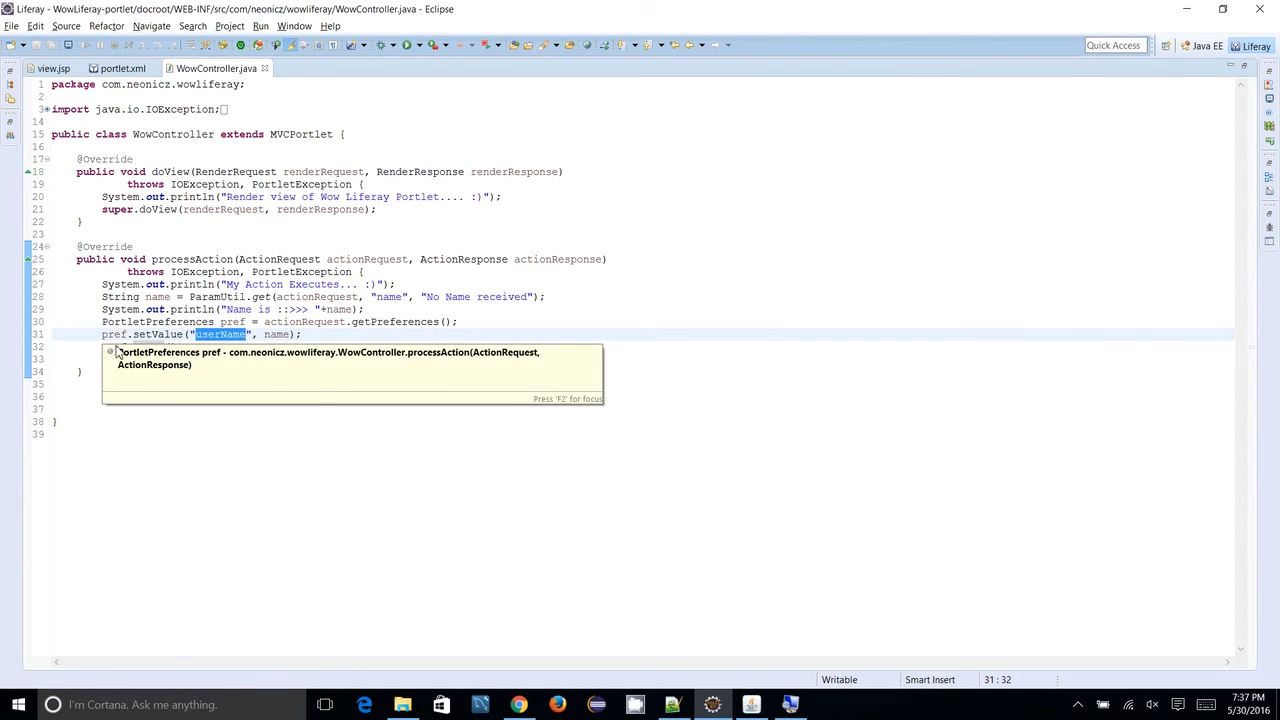 Liferay - WowLiferay-portlet/docroot/WEB-INF/src/com/neonicz/wowliferay/WowController.java - Eclipse
File Edit Source Refactor Navigate Search Project Run Window Help
Quick Access Java EE Liferay
view.jsp portlet.xml WowController.java
1 package com.neonicz.wowliferay;
2
3 import java.io.IOException;
14
15 public class WowController extends MVCPortlet {
16
17 @Override
18 public void doView(RenderRequest renderRequest, RenderResponse renderResponse)
19 throws IOException, PortletException {
20 System.out.println("Render view of Wow Liferay Portlet.... :)");
21 super.doView(renderRequest, renderResponse);
22 }
23
24 @Override
25 public void processAction(ActionRequest actionRequest, ActionResponse actionResponse)
26 throws IOException, PortletException {
27 System.out.println("My Action Executes... :)");
28 String name = ParamUtil.get(actionRequest, "name", "No Name received");
29 System.out.println("Name is ::>>> "+name);
30 PortletPreferences pref = actionRequest.getPreferences();
31 pref.setValue("userName", name);
32
33 PortletPreferences pref - com.neonicz.wowliferay.WowController.processAction(ActionRequest,
34 } ActionResponse)
35
36 Press 'F2' for focus
37
38 }
39
Writable Smart Insert 31 : 32
I'm Cortana. Ask me anything.
7:37 PM
5/30/2016